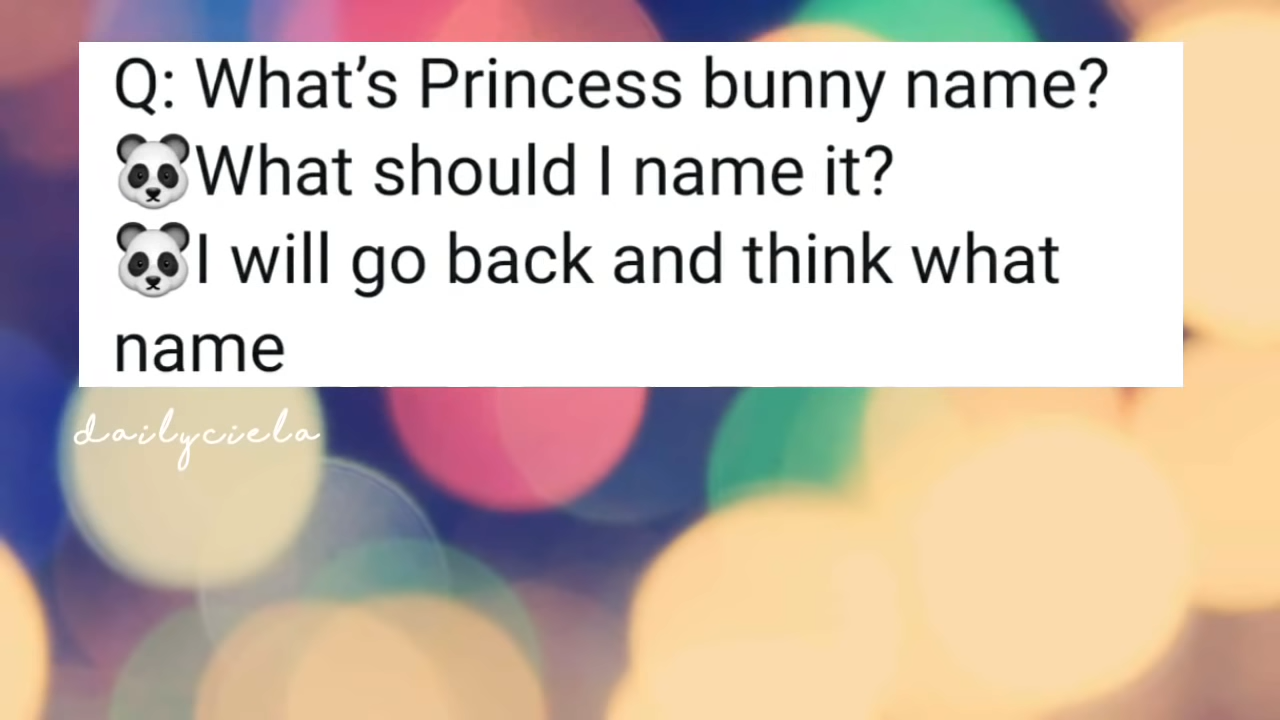 Q: What’s Princess bunny name?
🐼What should I name it?
🐼I will go back and think what
name
dailyciela